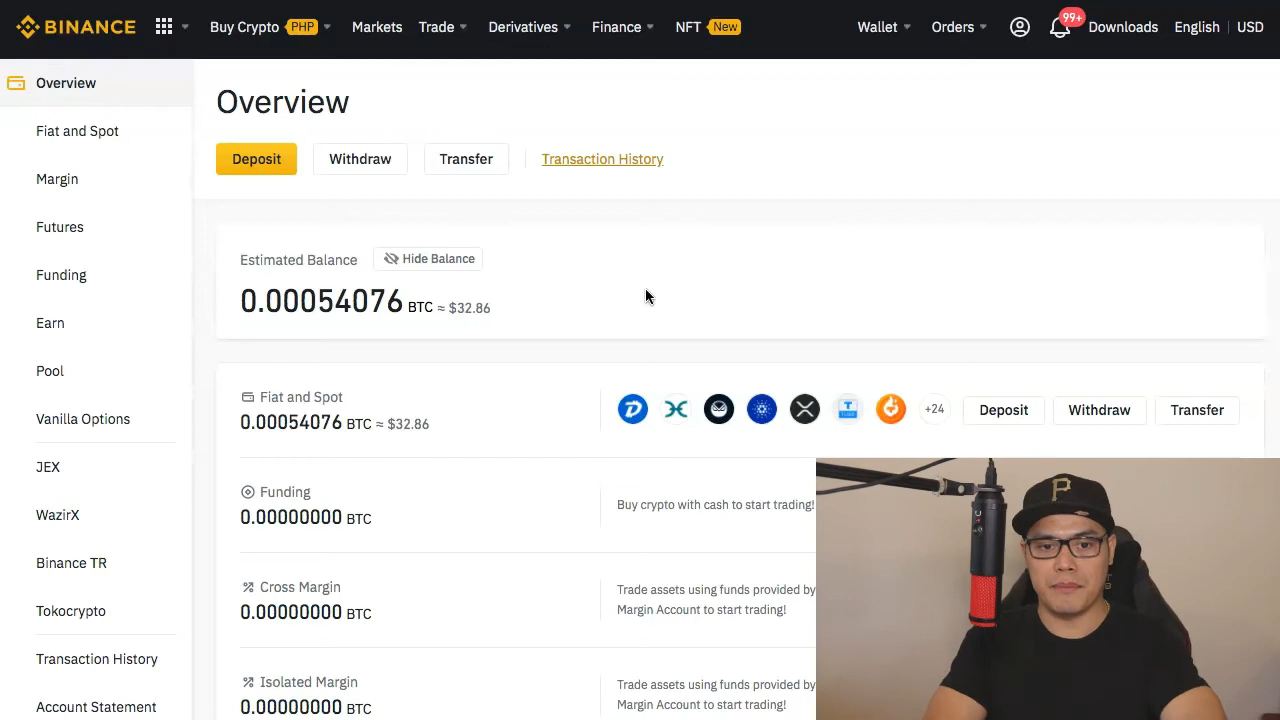 BINANCE Buy Crypto PHP Markets Trade Derivatives Finance NFT New Wallet Orders 99+ Downloads English USD
Overview
Fiat and Spot
Margin
Futures
Funding
Earn
Pool
Vanilla Options
JEX
WazirX
Binance TR
Tokocrypto
Transaction History
Account Statement
Overview
Deposit Withdraw Transfer Transaction History
Estimated Balance Hide Balance
0.00054076 BTC ≈ $32.86
Fiat and Spot
0.00054076 BTC ≈ $32.86
+24 Deposit Withdraw Transfer
Funding
0.00000000 BTC
Buy crypto with cash to start trading!
Cross Margin
0.00000000 BTC
Trade assets using funds provided by
Margin Account to start trading!
Isolated Margin
0.00000000 BTC
Trade assets using funds provided by
Margin Account to start trading!
P